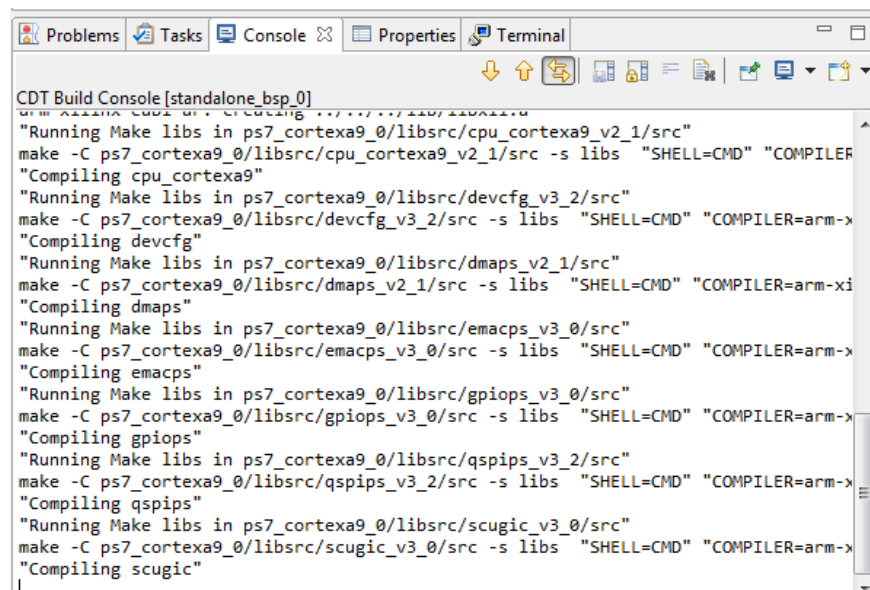 Problems Tasks Console Properties Terminal
CDT Build Console [standalone_bsp_0]
"Running Make libs in ps7_cortexa9_0/libsrc/cpu_cortexa9_v2_1/src"
make -C ps7_cortexa9_0/libsrc/cpu_cortexa9_v2_1/src -s libs  "SHELL=CMD" "COMPILER
"Compiling cpu_cortexa9"
"Running Make libs in ps7_cortexa9_0/libsrc/devcfg_v3_2/src"
make -C ps7_cortexa9_0/libsrc/devcfg_v3_2/src -s libs  "SHELL=CMD" "COMPILER=arm-x
"Compiling devcfg"
"Running Make libs in ps7_cortexa9_0/libsrc/dmaps_v2_1/src"
make -C ps7_cortexa9_0/libsrc/dmaps_v2_1/src -s libs  "SHELL=CMD" "COMPILER=arm-xi
"Compiling dmaps"
"Running Make libs in ps7_cortexa9_0/libsrc/emacps_v3_0/src"
make -C ps7_cortexa9_0/libsrc/emacps_v3_0/src -s libs  "SHELL=CMD" "COMPILER=arm-x
"Compiling emacps"
"Running Make libs in ps7_cortexa9_0/libsrc/gpiops_v3_0/src"
make -C ps7_cortexa9_0/libsrc/gpiops_v3_0/src -s libs  "SHELL=CMD" "COMPILER=arm-x
"Compiling gpiops"
"Running Make libs in ps7_cortexa9_0/libsrc/qspips_v3_2/src"
make -C ps7_cortexa9_0/libsrc/qspips_v3_2/src -s libs  "SHELL=CMD" "COMPILER=arm-x
"Compiling qspips"
"Running Make libs in ps7_cortexa9_0/libsrc/scugic_v3_0/src"
make -C ps7_cortexa9_0/libsrc/scugic_v3_0/src -s libs  "SHELL=CMD" "COMPILER=arm-x
"Compiling scugic"